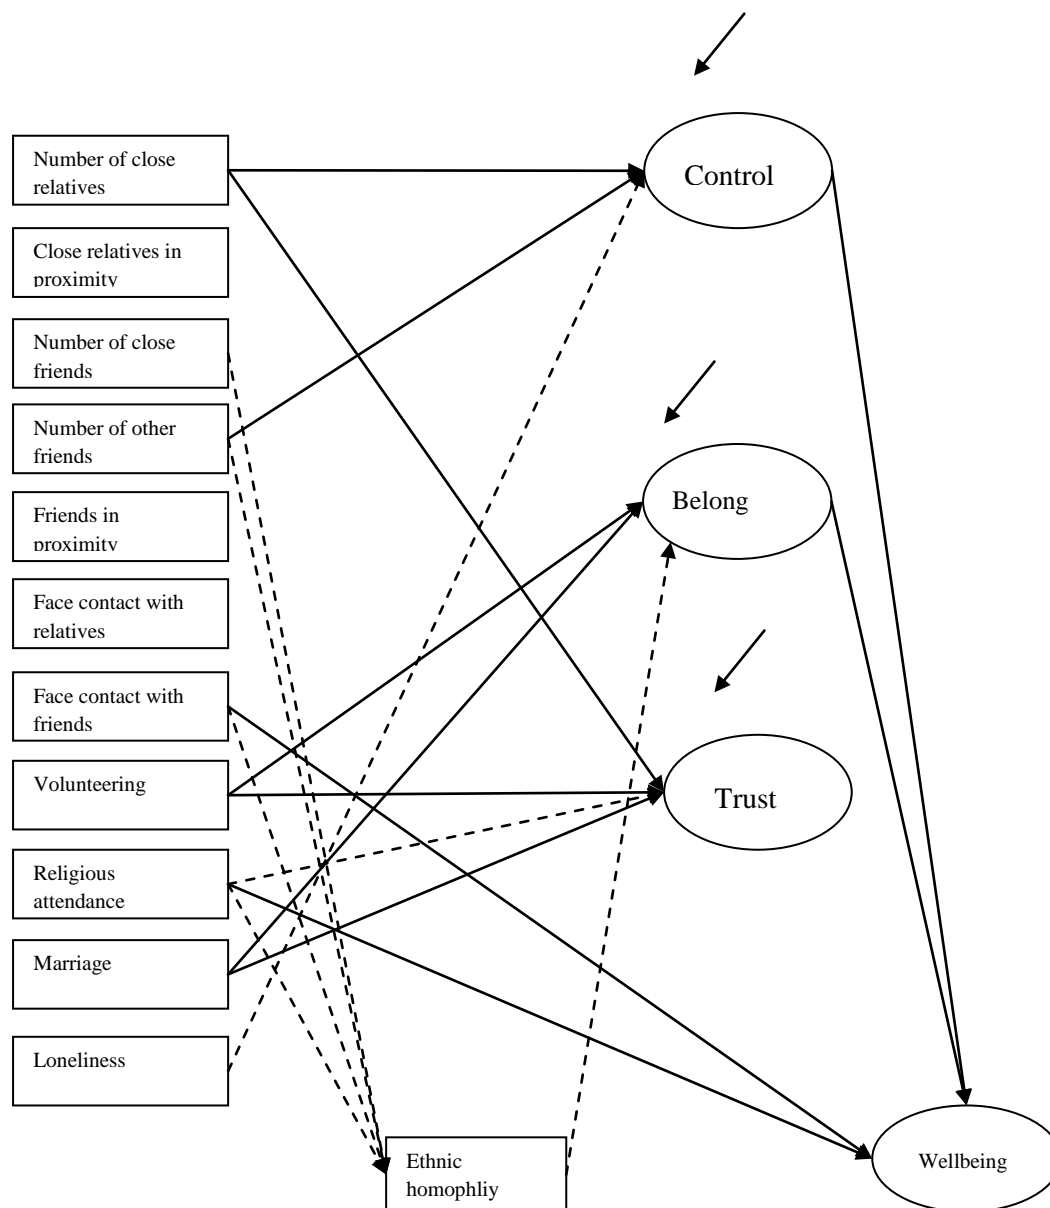 Number of close
relatives
Control
Close relatives in
proximity
Number of close
friends
Number of other
friends
Belong
Friends in
proximity
Face contact with
relatives
Face contact with
friends
Volunteering
Trust
Religious
attendance
Marriage
Loneliness
Ethnic
homophliy
Wellbeing